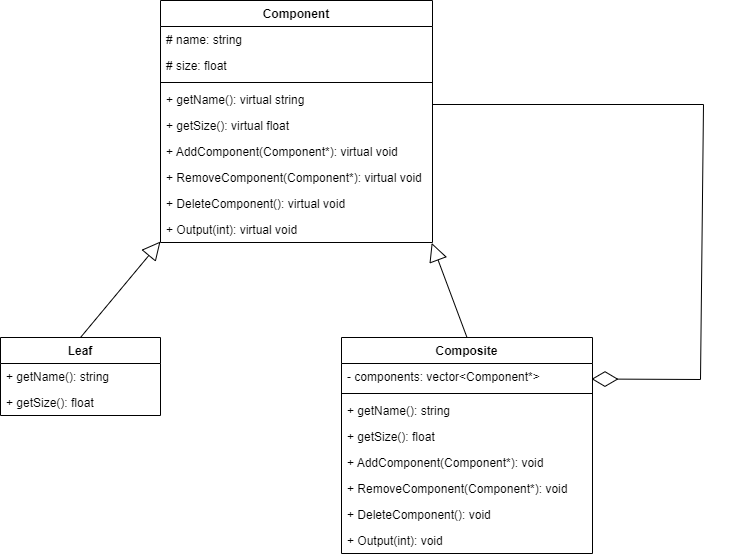 Component
# name: string
# size: float
+ getName(): virtual string
+ getSize(): virtual float
+ AddComponent(Component*): virtual void
+ RemoveComponent(Component*): virtual void
+ DeleteComponent(): virtual void
+ Output(int): virtual void
Leaf
+ getName(): string
+ getSize(): float
Composite
- components: vector<Component*>
+ getName(): string
+ getSize(): float
+ AddComponent(Component*): void
+ RemoveComponent(Component*): void
+ DeleteComponent(): void
+ Output(int): void